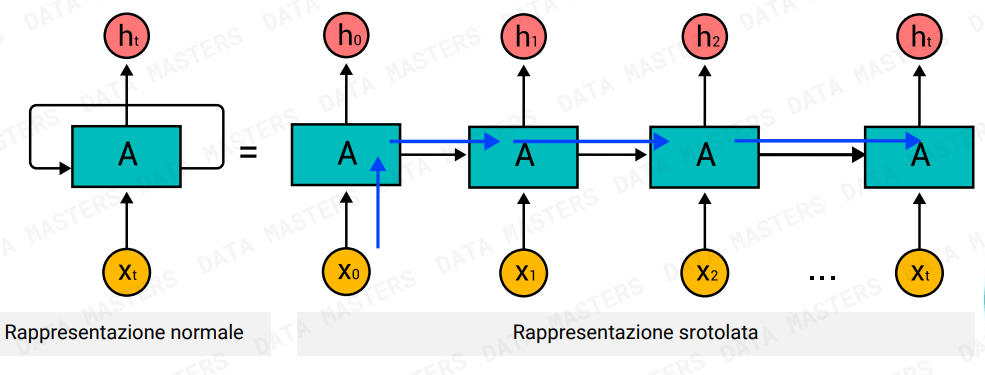 hₜ h₀ h₁ h₂ hₜ
A = A A A A
xₜ x₀ x₁ x₂ ... xₜ
Rappresentazione normale Rappresentazione srotolata
DATA MASTERS